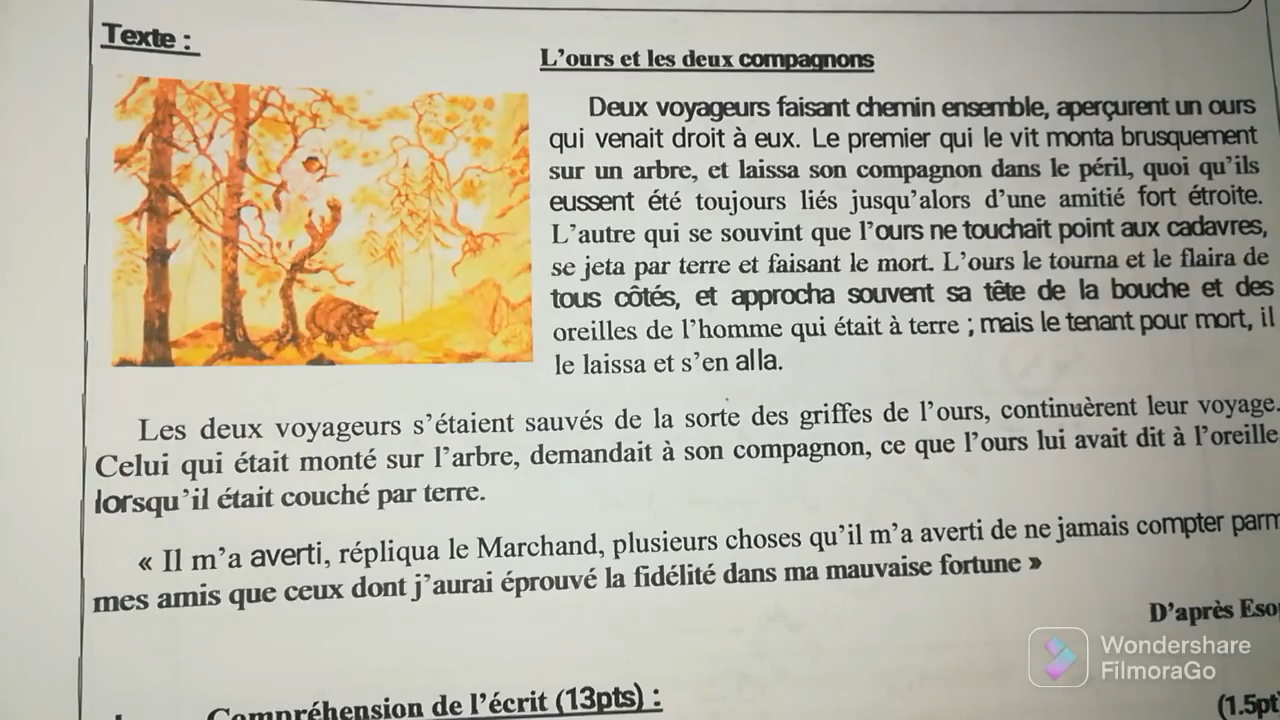 Texte :
L'ours et les deux compagnons
Deux voyageurs faisant chemin ensemble, aperçurent un ours
qui venait droit à eux. Le premier qui le vit monta brusquement
sur un arbre, et laissa son compagnon dans le péril, quoi qu'ils
eussent été toujours liés jusqu'alors d'une amitié fort étroite.
L'autre qui se souvint que l'ours ne touchait point aux cadavres,
se jeta par terre et faisant le mort. L'ours le tourna et le flaira de
tous côtés, et approcha souvent sa tête de la bouche et des
oreilles de l'homme qui était à terre ; mais le tenant pour mort, il
le laissa et s'en alla.
Les deux voyageurs s'étaient sauvés de la sorte des griffes de l'ours, continuèrent leur voyage.
Celui qui était monté sur l'arbre, demandait à son compagnon, ce que l'ours lui avait dit à l'oreille
lorsqu'il était couché par terre.
« Il m'a averti, répliqua le Marchand, plusieurs choses qu'il m'a averti de ne jamais compter parm
mes amis que ceux dont j'aurai éprouvé la fidélité dans ma mauvaise fortune »
D'après Esop
Wondershare
FilmoraGo
Compréhension de l'écrit (13pts) :
(1.5pt